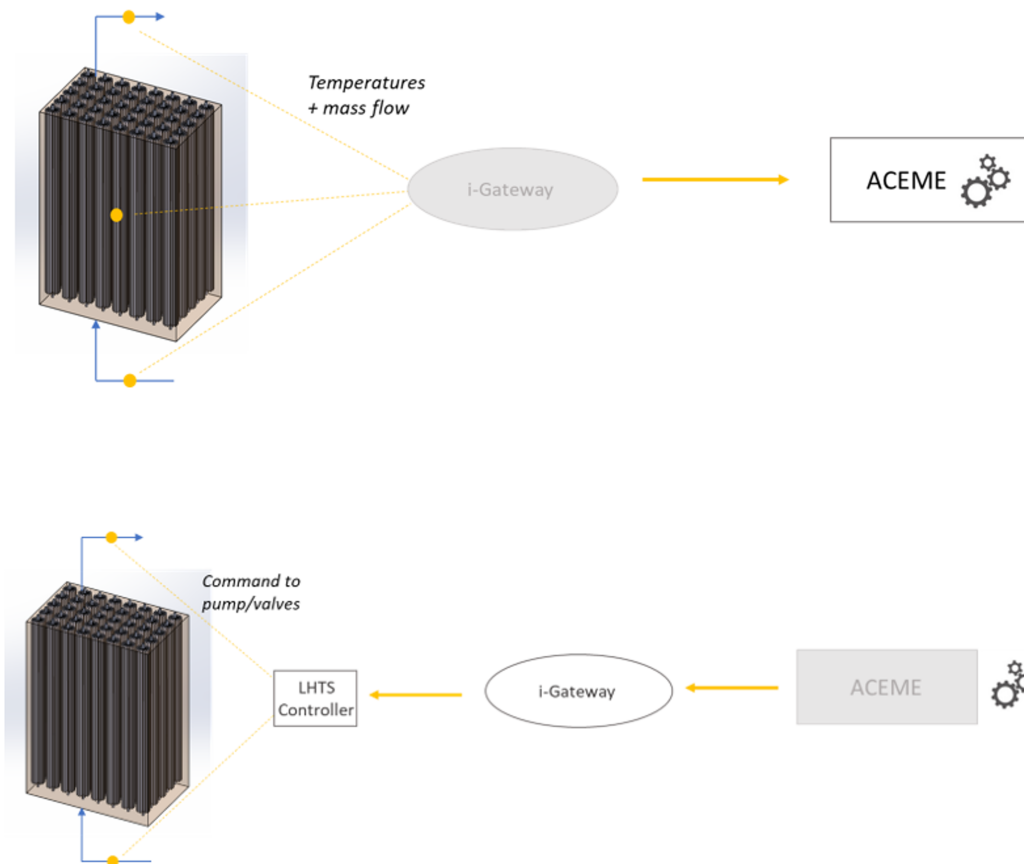 Temperatures
+ mass flow
i-Gateway
ACEME
Command to
pump/valves
LHTS
Controller
i-Gateway
ACEME